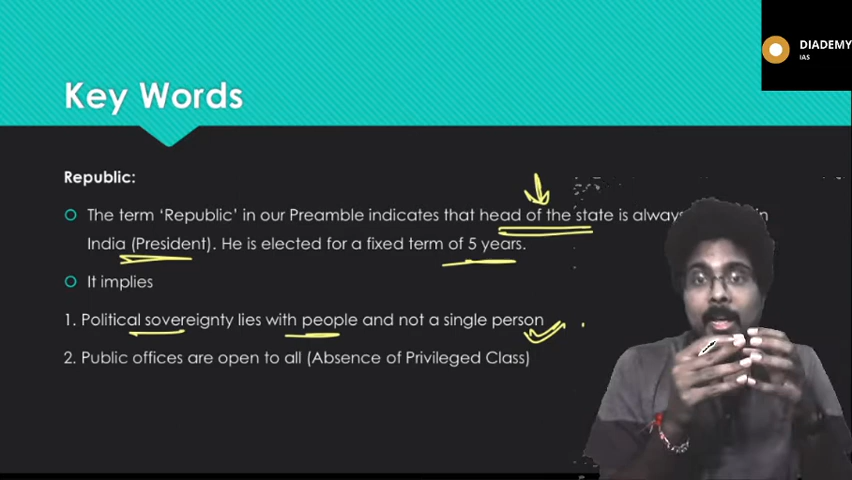 DIADEMY
IAS
Key Words
Republic:
The term ‘Republic’ in our Preamble indicates that head of the state is always in
India (President). He is elected for a fixed term of 5 years.
It implies
1. Political sovereignty lies with people and not a single person
2. Public offices are open to all (Absence of Privileged Class)